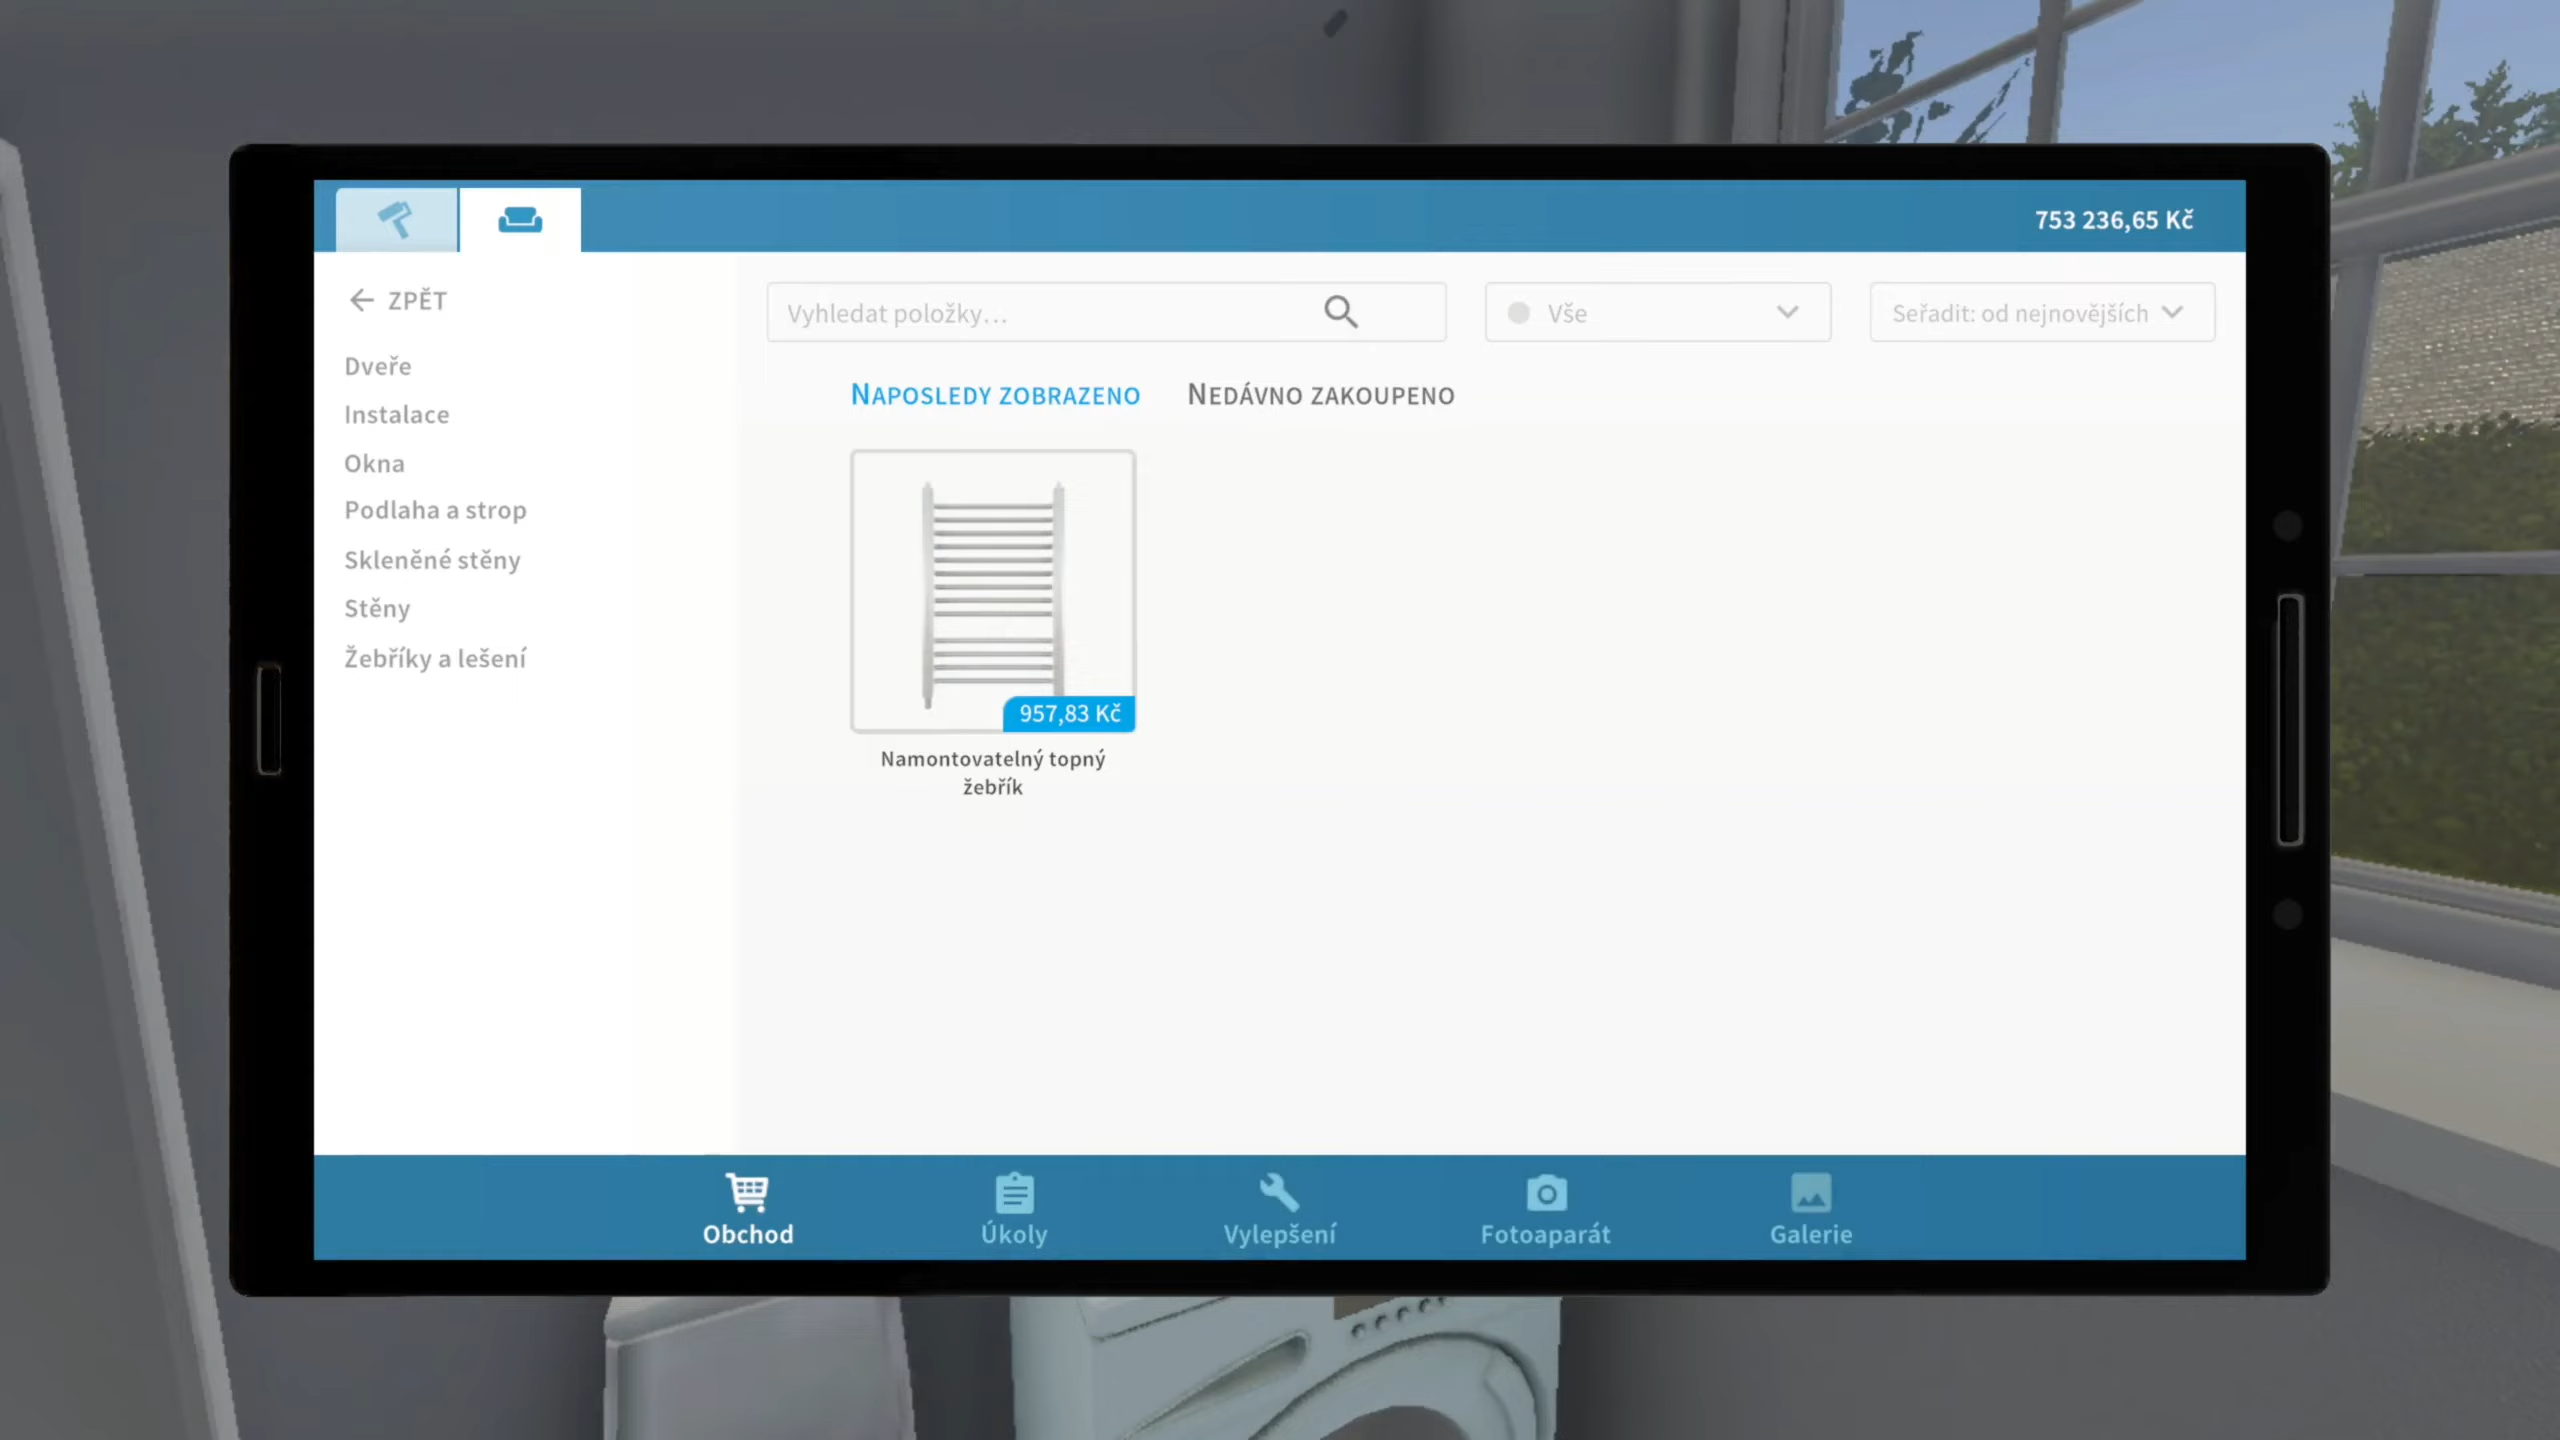 753 236,65 Kč
ZPĚT
Dveře
Instalace
Okna
Podlaha a strop
Skleněné stěny
Stěny
Žebříky a lešení
Vyhledat položky...
Vše
Seřadit: od nejnovějších
NAPOSLEDY ZOBRAZENO
NEDÁVNO ZAKOUPENO
957,83 Kč
Namontovatelný topný
žebřík
Obchod
Úkoly
Vylepšení
Fotoaparát
Galerie